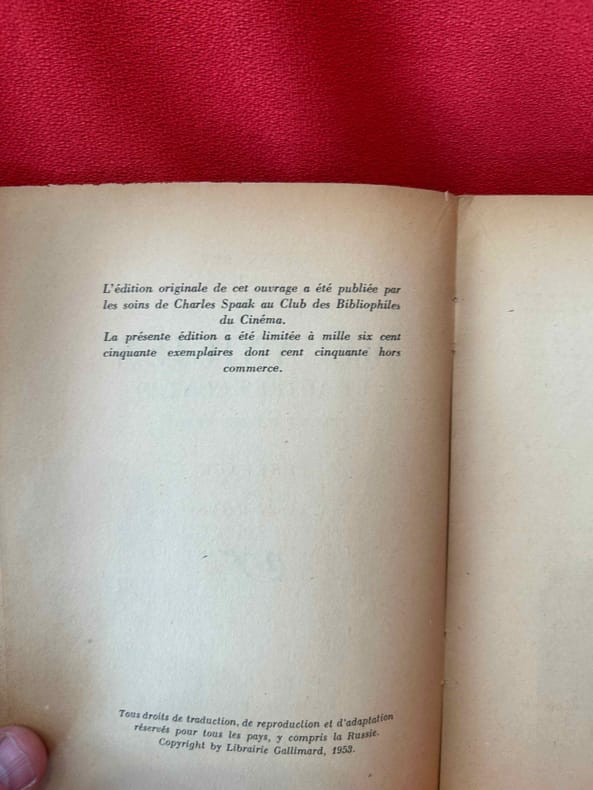 L'édition originale de cet ouvrage a été publiée par
les soins de Charles Spaak au Club des Bibliophiles
du Cinéma.
La présente édition a été limitée à mille six cent
cinquante exemplaires dont cent cinquante hors
commerce.
Tous droits de traduction, de reproduction et d'adaptation
réservés pour tous les pays, y compris la Russie.
Copyright by Librairie Gallimard, 1953.